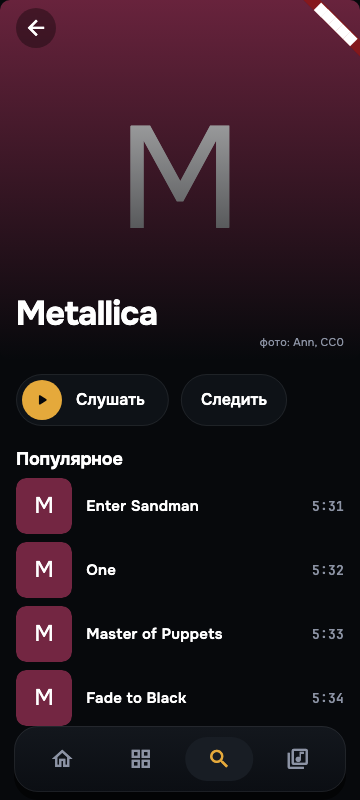 M
Metallica
фото: Ann, CC0
Слушать
Следить
Популярное
M
Enter Sandman
5:31
M
One
5:32
M
Master of Puppets
5:33
M
Fade to Black
5:34